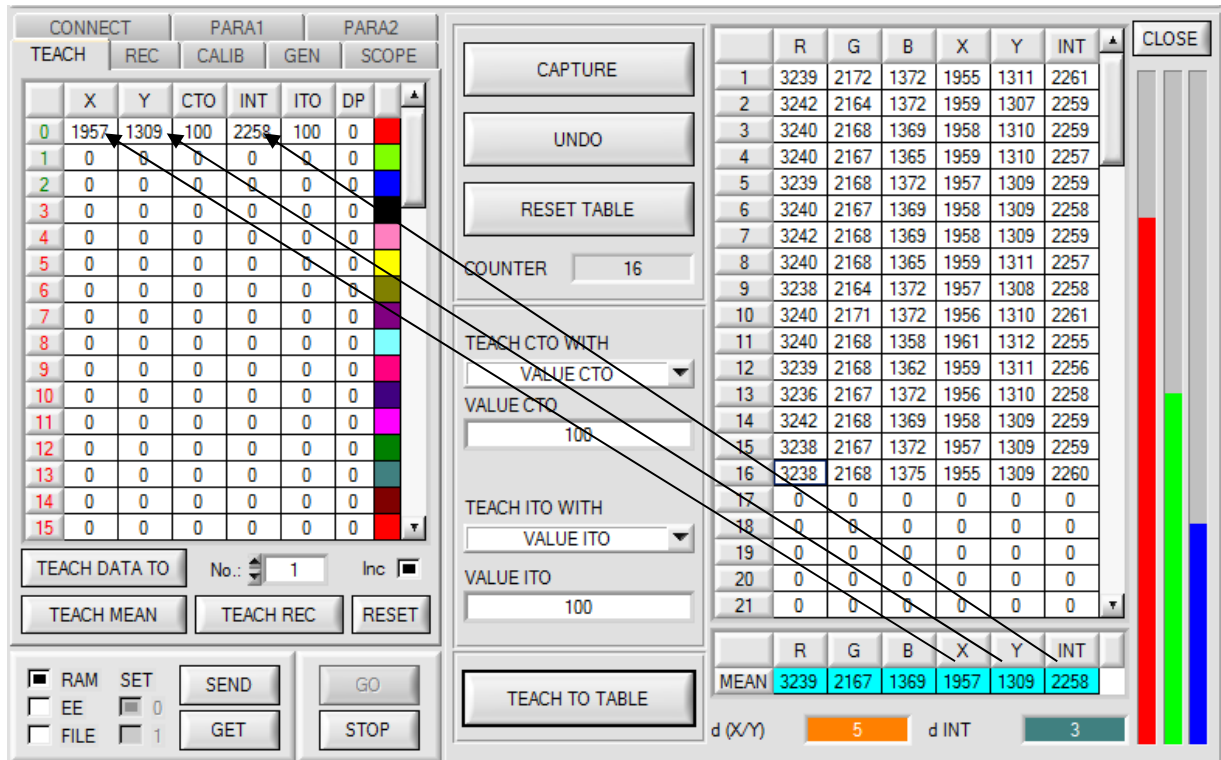 CONNECT PARA1 PARA2
TEACH REC CALIB GEN SCOPE
X Y CTO INT ITO DP
0 1957 1309 100 2258 100 0
1 0 0 0 0 0 0
2 0 0 0 0 0 0
3 0 0 0 0 0 0
4 0 0 0 0 0 0
5 0 0 0 0 0 0
6 0 0 0 0 0 0
7 0 0 0 0 0 0
8 0 0 0 0 0 0
9 0 0 0 0 0 0
10 0 0 0 0 0 0
11 0 0 0 0 0 0
12 0 0 0 0 0 0
13 0 0 0 0 0 0
14 0 0 0 0 0 0
15 0 0 0 0 0 0
TEACH DATA TO No.: 1 Inc
TEACH MEAN TEACH REC RESET
RAM SET SEND GO
EE 0
FILE 1 GET STOP
CAPTURE
UNDO
RESET TABLE
COUNTER 16
TEACH CTO WITH
VALUE CTO
VALUE CTO
100
TEACH ITO WITH
VALUE ITO
VALUE ITO
100
TEACH TO TABLE
R G B X Y INT
1 3239 2172 1372 1955 1311 2261
2 3242 2164 1372 1959 1307 2259
3 3240 2168 1369 1958 1310 2259
4 3240 2167 1365 1959 1310 2257
5 3239 2168 1372 1957 1309 2259
6 3240 2167 1369 1958 1309 2258
7 3242 2168 1369 1958 1309 2259
8 3240 2168 1365 1959 1311 2257
9 3238 2164 1372 1957 1308 2258
10 3240 2171 1372 1956 1310 2261
11 3240 2168 1358 1961 1312 2255
12 3239 2168 1362 1959 1311 2256
13 3236 2167 1372 1956 1310 2258
14 3242 2168 1369 1958 1309 2259
15 3238 2167 1372 1957 1309 2259
16 3238 2168 1375 1955 1309 2260
17 0 0 0 0 0 0
18 0 0 0 0 0 0
19 0 0 0 0 0 0
20 0 0 0 0 0 0
21 0 0 0 0 0 0
R G B X Y INT
MEAN 3239 2167 1369 1957 1309 2258
d (X/Y) 5 d INT 3
CLOSE